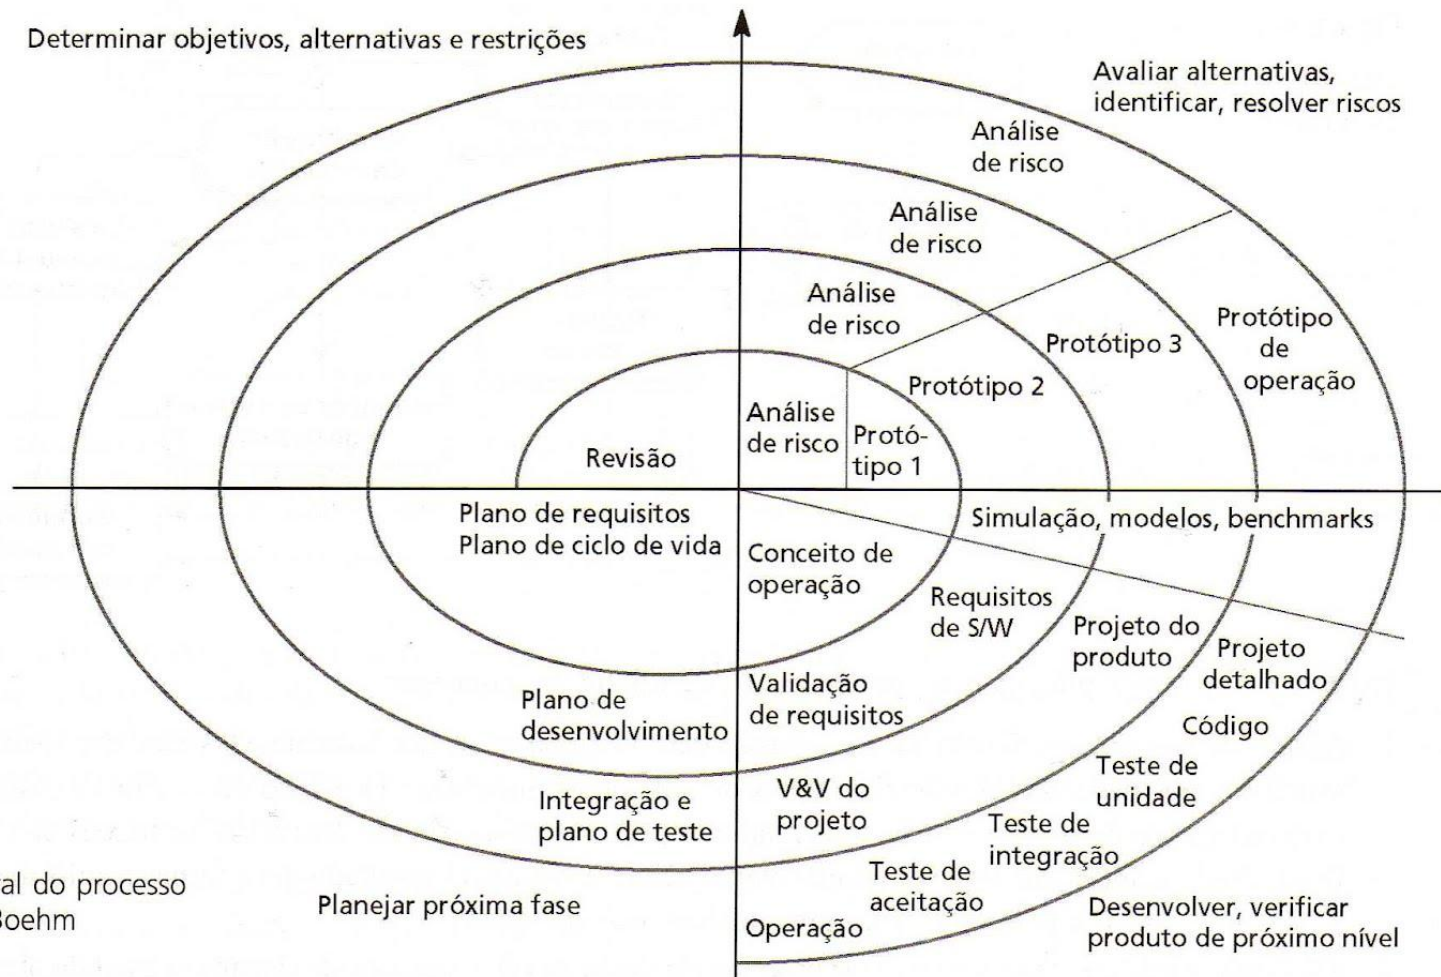 Determinar objetivos, alternativas e restrições
Avaliar alternativas,
identificar, resolver riscos
Análise
de risco
Análise
de risco
Análise
de risco
Protótipo
de
operação
Protótipo 3
Protótipo 2
Análise
de risco
Protó-
tipo 1
Revisão
Plano de requisitos
Plano de ciclo de vida
Simulação, modelos, benchmarks
Conceito de
operação
Requisitos
de S/W
Projeto do
produto
Projeto
detalhado
Plano de
desenvolvimento
Validação
de requisitos
Código
Integração e
plano de teste
V&V do
projeto
Teste de
unidade
Teste de
integração
Teste de
aceitação
Operação
al do processo
Boehm
Planejar próxima fase
Desenvolver, verificar
produto de próximo nível